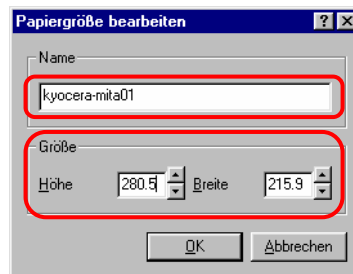 Papiergröße bearbeiten
Name
kyocera-mita01
Größe
Höhe 280.5 Breite 215.9
OK Abbrechen